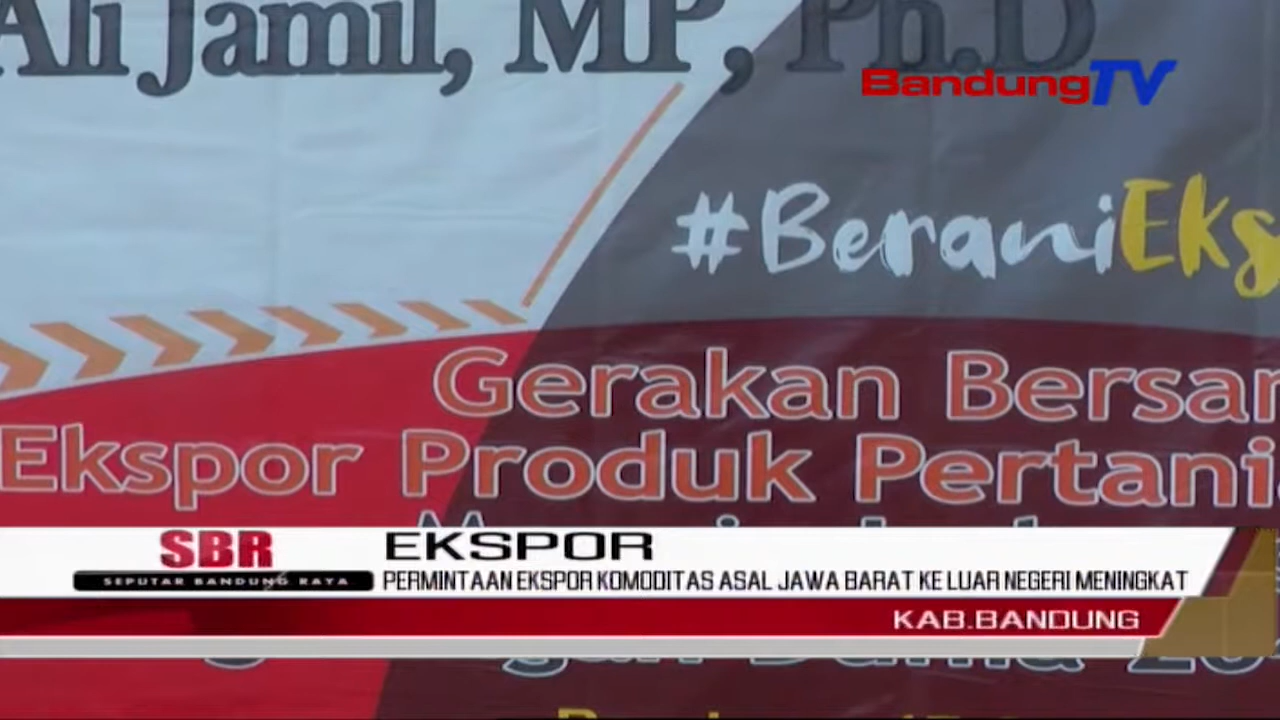 Ali Jamil, MP, Ph.D
BandungTV
#BeraniEks
Gerakan Bersam
Ekspor Produk Pertani
SBR
SEPUTAR BANDUNG RAYA
EKSPOR
PERMINTAAN EKSPOR KOMODITAS ASAL JAWA BARAT KE LUAR NEGERI MENINGKAT
KAB.BANDUNG